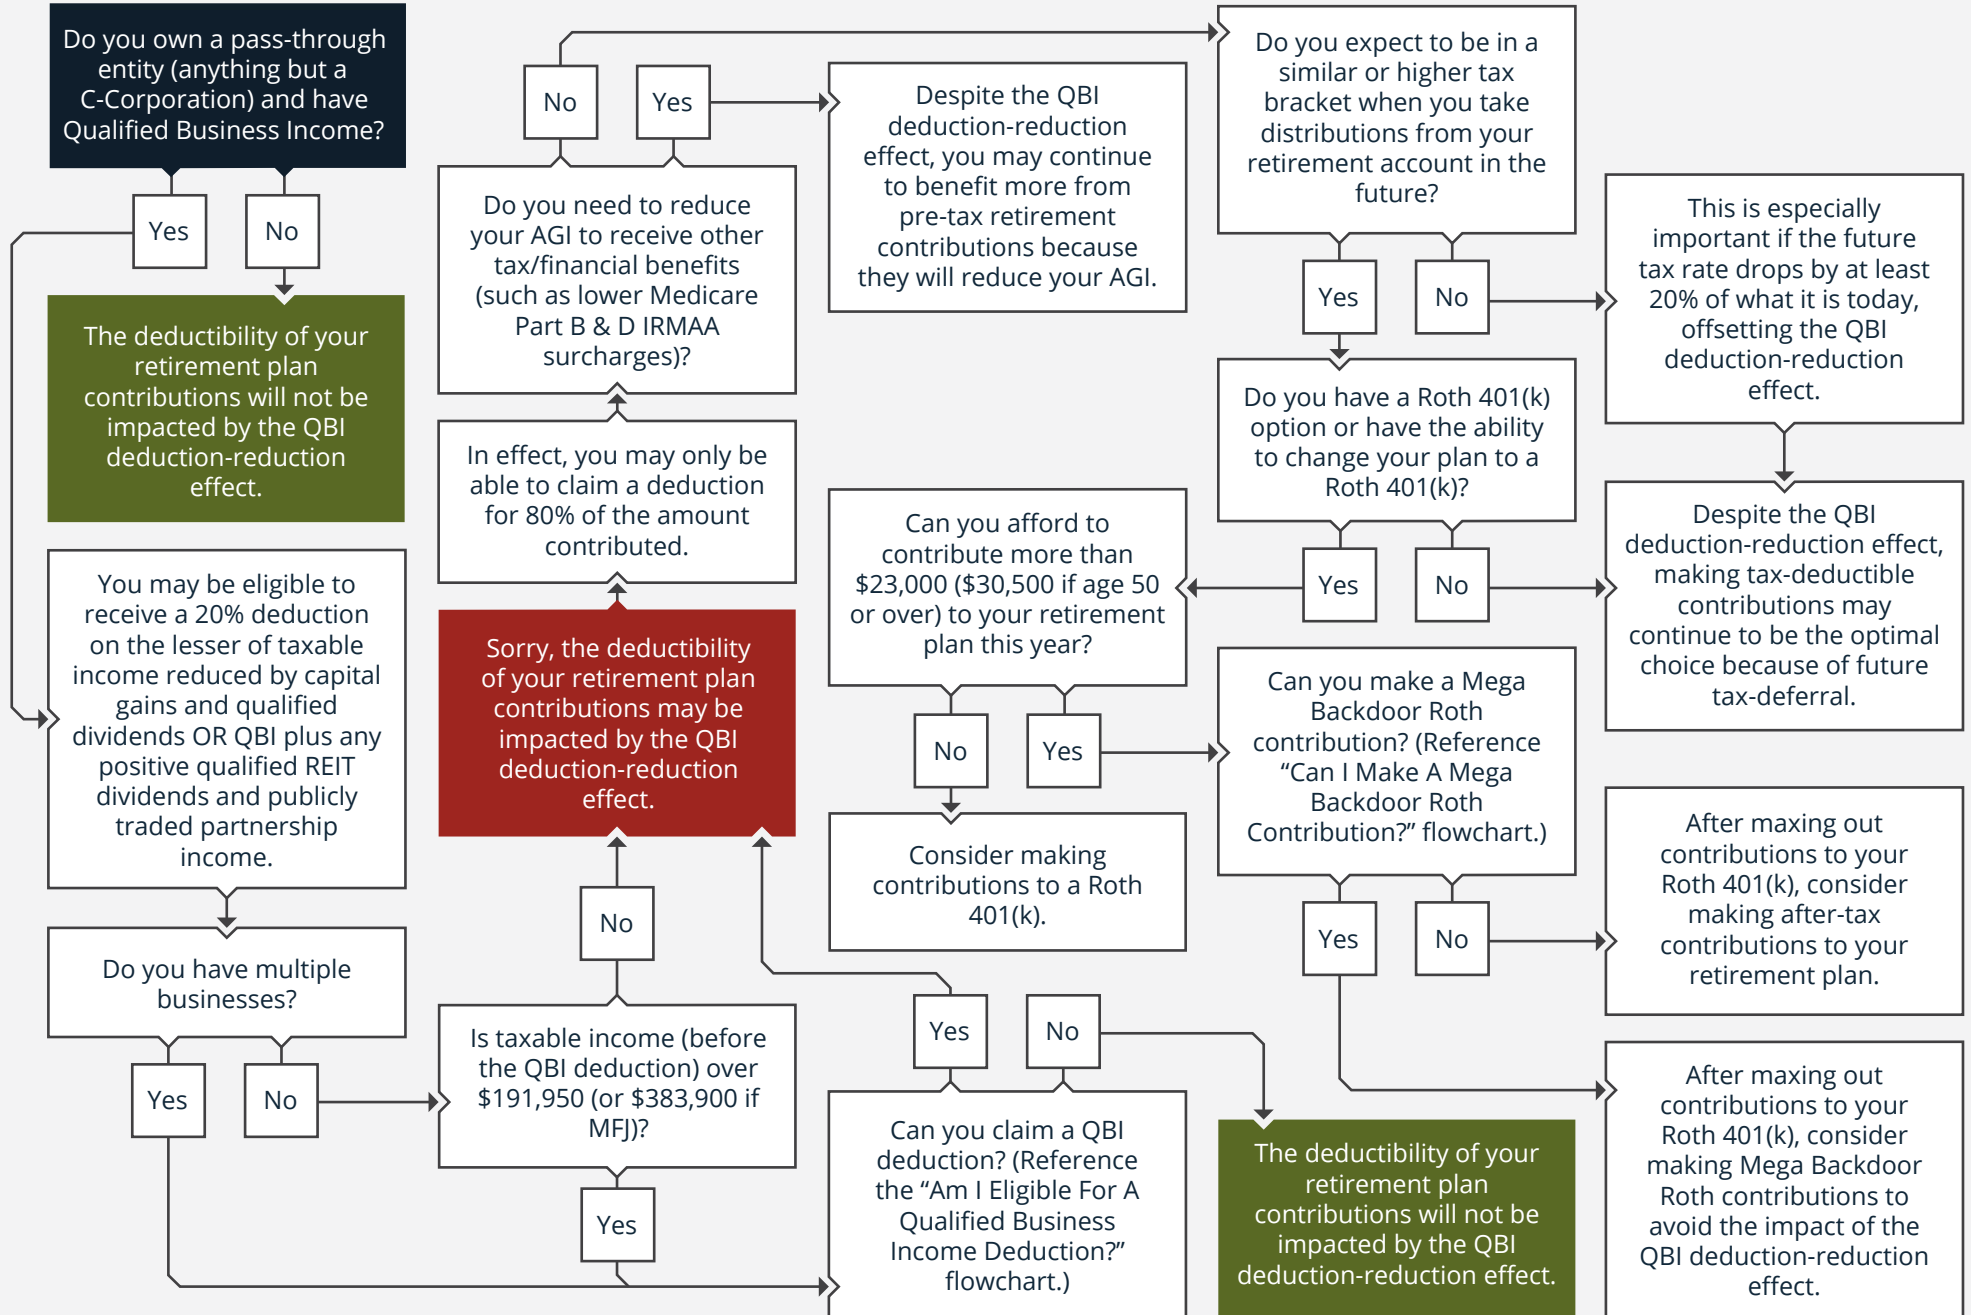 Do you own a pass-through
entity (anything but a
C-Corporation) and have
Qualified Business Income?
Yes
No
The deductibility of your
retirement plan
contributions will not be
impacted by the QBI
deduction-reduction
effect.
You may be eligible to
receive a 20% deduction
on the lesser of taxable
income reduced by capital
gains and qualified
dividends OR QBI plus any
positive qualified REIT
dividends and publicly
traded partnership
income.
Do you have multiple
businesses?
Yes
No
Is taxable income (before
the QBI deduction) over
$191,950 (or $383,900 if
MFJ)?
No
Yes
Sorry, the deductibility
of your retirement plan
contributions may be
impacted by the QBI
deduction-reduction
effect.
In effect, you may only be
able to claim a deduction
for 80% of the amount
contributed.
Do you need to reduce
your AGI to receive other
tax/financial benefits
(such as lower Medicare
Part B & D IRMAA
surcharges)?
No
Yes
Despite the QBI
deduction-reduction
effect, you may continue
to benefit more from
pre-tax retirement
contributions because
they will reduce your AGI.
Can you claim a QBI
deduction? (Reference
the “Am I Eligible For A
Qualified Business
Income Deduction?”
flowchart.)
Yes
No
The deductibility of your
retirement plan
contributions will not be
impacted by the QBI
deduction-reduction effect.
Do you expect to be in a
similar or higher tax
bracket when you take
distributions from your
retirement account in the
future?
Yes
No
This is especially
important if the future
tax rate drops by at least
20% of what it is today,
offsetting the QBI
deduction-reduction
effect.
Do you have a Roth 401(k)
option or have the ability
to change your plan to a
Roth 401(k)?
Yes
No
Despite the QBI
deduction-reduction effect,
making tax-deductible
contributions may
continue to be the optimal
choice because of future
tax-deferral.
Can you afford to
contribute more than
$23,000 ($30,500 if age 50
or over) to your retirement
plan this year?
No
Yes
Consider making
contributions to a Roth
401(k).
Can you make a Mega
Backdoor Roth
contribution? (Reference
“Can I Make A Mega
Backdoor Roth
Contribution?” flowchart.)
Yes
No
After maxing out
contributions to your
Roth 401(k), consider
making after-tax
contributions to your
retirement plan.
After maxing out
contributions to your
Roth 401(k), consider
making Mega Backdoor
Roth contributions to
avoid the impact of the
QBI deduction-reduction
effect.